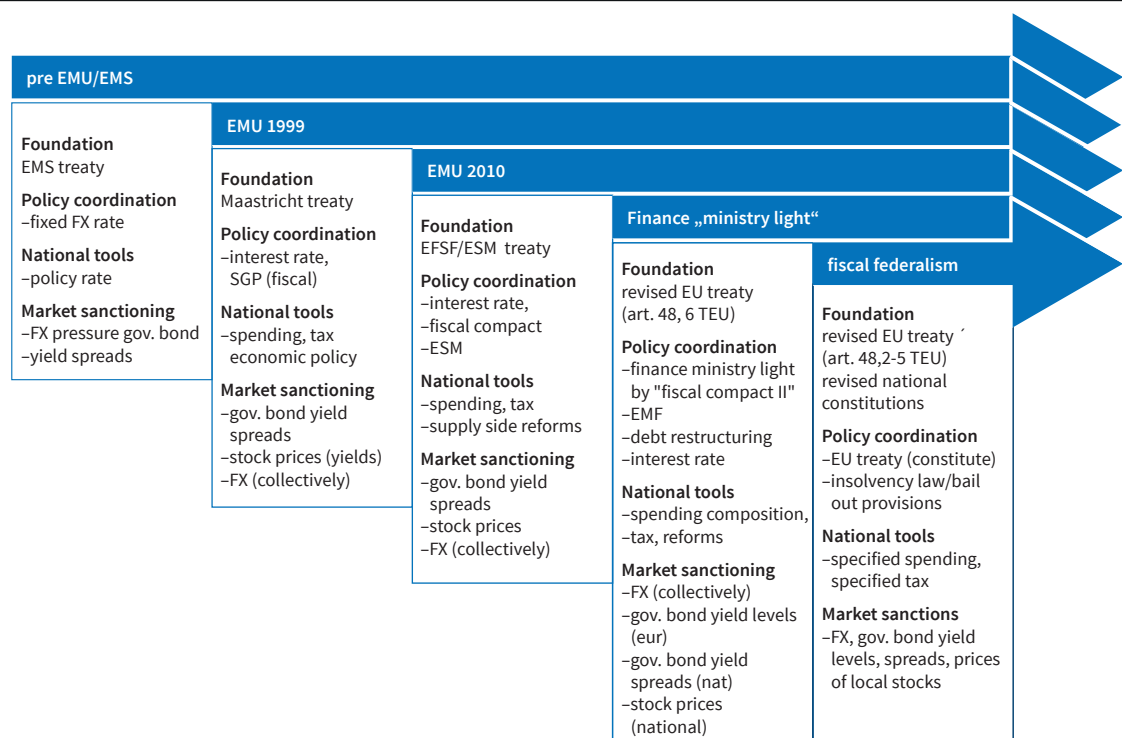 pre EMU/EMS
Foundation
EMS treaty
Policy coordination
–fixed FX rate
National tools
–policy rate
Market sanctioning
–FX pressure gov. bond
–yield spreads
EMU 1999
Foundation
Maastricht treaty
Policy coordination
–interest rate,
SGP (fiscal)
National tools
–spending, tax
economic policy
Market sanctioning
–gov. bond yield
spreads
–stock prices (yields)
–FX (collectively)
EMU 2010
Foundation
EFSF/ESM treaty
Policy coordination
–interest rate,
–fiscal compact
–ESM
National tools
–spending, tax
–supply side reforms
Market sanctioning
–gov. bond yield
spreads
–stock prices
–FX (collectively)
Finance „ministry light“
Foundation
revised EU treaty
(art. 48, 6 TEU)
Policy coordination
–finance ministry light
by "fiscal compact II"
–EMF
–debt restructuring
–interest rate
National tools
–spending composition,
–tax, reforms
Market sanctioning
–FX (collectively)
–gov. bond yield levels
(eur)
–gov. bond yield
spreads (nat)
–stock prices
(national)
fiscal federalism
Foundation
revised EU treaty ´
(art. 48,2-5 TEU)
revised national
constitutions
Policy coordination
–EU treaty (constitute)
–insolvency law/bail
out provisions
National tools
–specified spending,
specified tax
Market sanctions
–FX, gov. bond yield
levels, spreads, prices
of local stocks